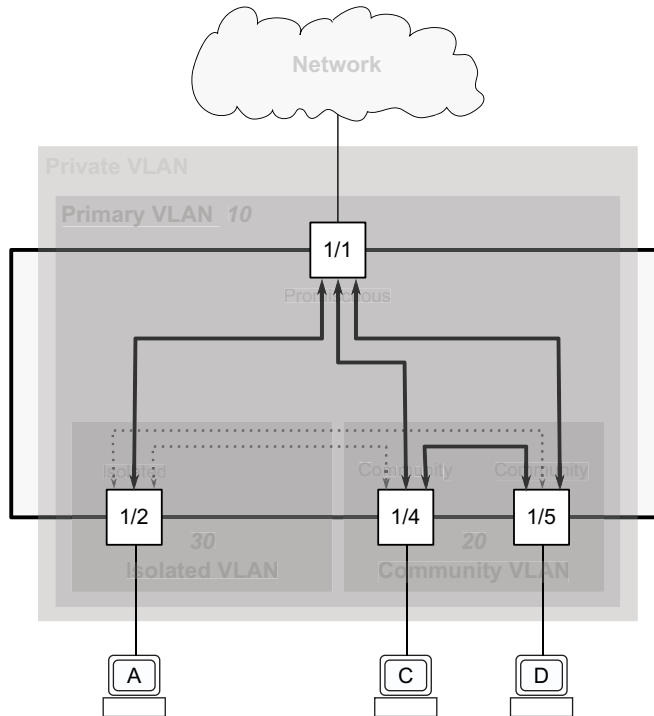 Network
Private VLAN
Primary VLAN 10
1/1
Promiscuous
Isolated
Community
Community
1/2
1/4
1/5
30
20
Isolated VLAN
Community VLAN
A
C
D